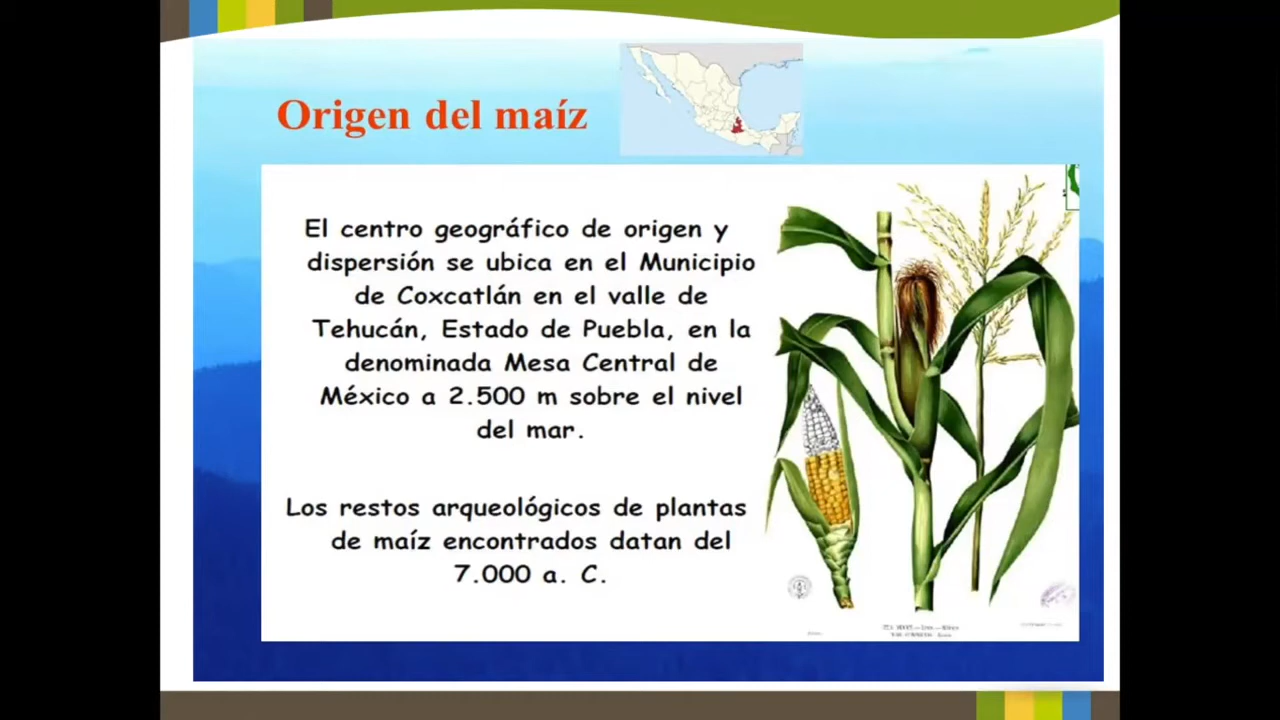 Origen del maíz
El centro geográfico de origen y
dispersión se ubica en el Municipio
de Coxcatlán en el valle de
Tehucán, Estado de Puebla, en la
denominada Mesa Central de
México a 2.500 m sobre el nivel
del mar.
Los restos arqueológicos de plantas
de maíz encontrados datan del
7.000 a. C.